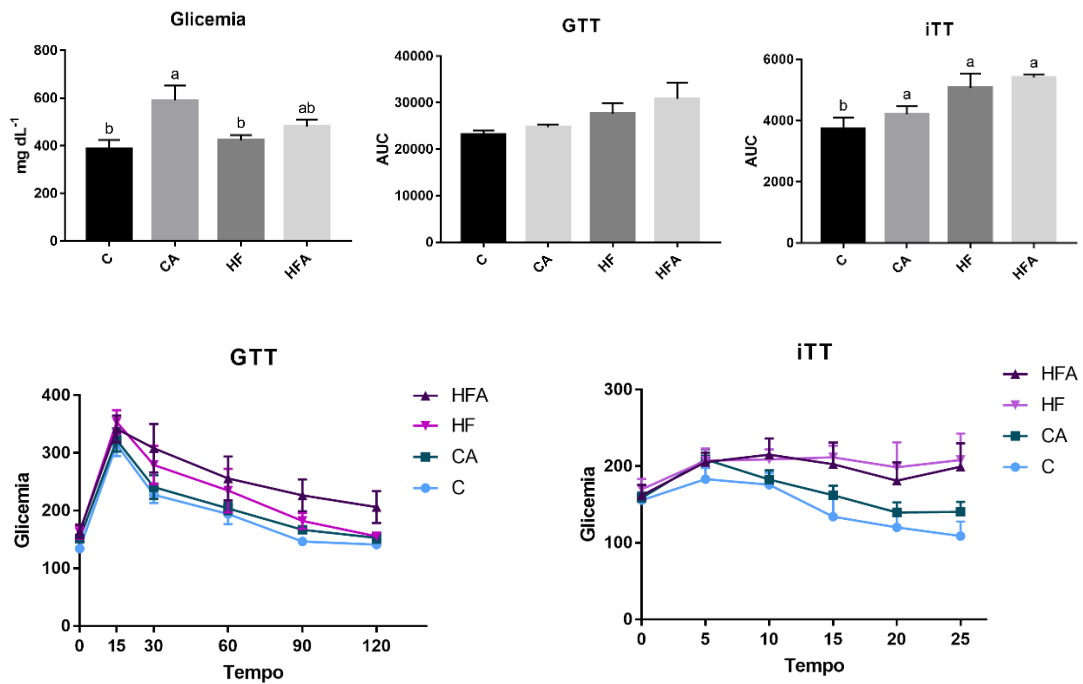 Glicemia
mg dL-1
800
600
400
200
0
b
a
b
ab
C
CA
HF
HFA
GTT
AUC
40000
30000
20000
10000
0
C
CA
HF
HFA
iTT
AUC
6000
4000
2000
0
b
a
a
a
C
CA
HF
HFA
GTT
Glicemia
400
300
200
100
0
0 15 30 60 90 120
Tempo
HFA
HF
CA
C
iTT
Glicemia
300
200
100
0
0 5 10 15 20 25
Tempo
HFA
HF
CA
C